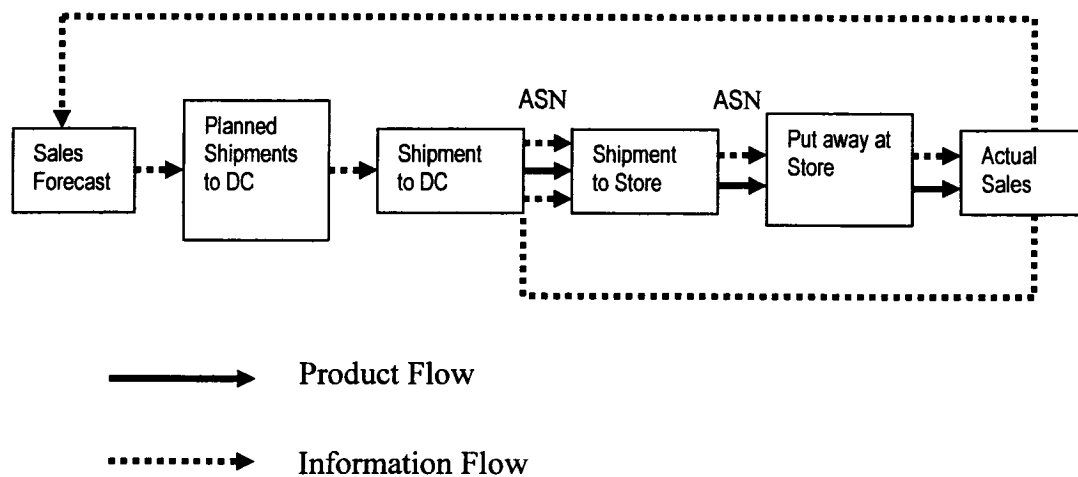 ASN
ASN
Sales
Forecast
Planned
Shipments
to DC
Shipment
to DC
Shipment
to Store
Put away at
Store
Actual
Sales
Product Flow
Information Flow